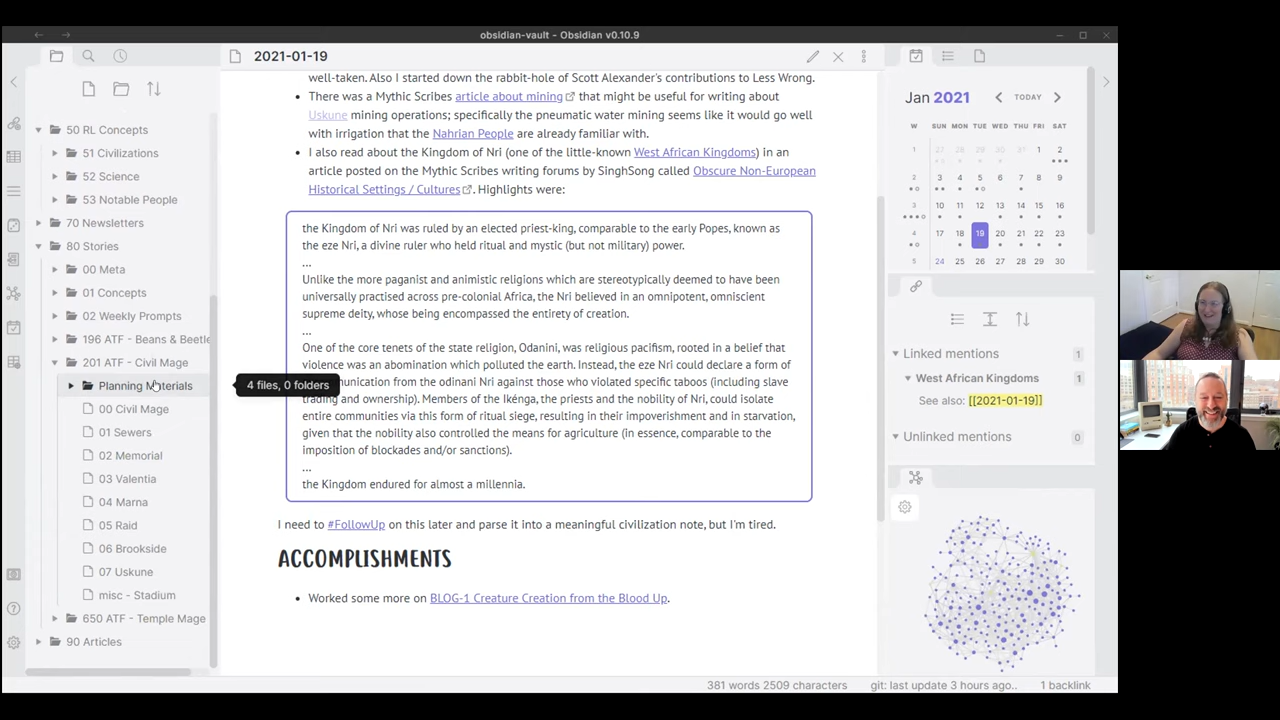 obsidian-vault - Obsidian v0.10.9
50 RL Concepts
51 Civilizations
52 Science
53 Notable People
70 Newsletters
80 Stories
00 Meta
01 Concepts
02 Weekly Prompts
196 ATF - Beans & Beetle
201 ATF - Civil Mage
Planning Materials
00 Civil Mage
01 Sewers
02 Memorial
03 Valentia
04 Marna
05 Raid
06 Brookside
07 Uskune
misc - Stadium
650 ATF - Temple Mage
90 Articles
4 files, 0 folders
2021-01-19
well-taken. Also I started down the rabbit-hole of Scott Alexander's contributions to Less Wrong.
• There was a Mythic Scribes article about mining that might be useful for writing about
Uskune mining operations; specifically the pneumatic water mining seems like it would go well
with irrigation that the Nahrian People are already familiar with.
• I also read about the Kingdom of Nri (one of the little-known West African Kingdoms) in an
article posted on the Mythic Scribes writing forums by SinghSong called Obscure Non-European
Historical Settings / Cultures. Highlights were:
the Kingdom of Nri was ruled by an elected priest-king, comparable to the early Popes, known as
the eze Nri, a divine ruler who held ritual and mystic (but not military) power.
...
Unlike the more paganist and animistic religions which are stereotypically deemed to have been
universally practised across pre-colonial Africa, the Nri believed in an omnipotent, omniscient
supreme deity, whose being encompassed the entirety of creation.
...
One of the core tenets of the state religion, Odanini, was religious pacifism, rooted in a belief that
violence was an abomination which polluted the earth. Instead, the eze Nri could declare a form of
munication from the odinani Nri against those who violated specific taboos (including slave
trading and ownership). Members of the Ikénga, the priests and the nobility of Nri, could isolate
entire communities via this form of ritual siege, resulting in their impoverishment and in starvation,
given that the nobility also controlled the means for agriculture (in essence, comparable to the
imposition of blockades and/or sanctions).
...
the Kingdom endured for almost a millennia.
I need to #FollowUp on this later and parse it into a meaningful civilization note, but I'm tired.
ACCOMPLISHMENTS
• Worked some more on BLOG-1 Creature Creation from the Blood Up.
Jan 2021
TODAY
W SUN MON TUE WED THU FRI SAT
1 27 28 29 30 31 1 2
2 3 4 5 6 7 8 9
3 10 11 12 13 14 15 16
4 17 18 19 20 21 22 23
5 24 25 26 27 28 29 30
Linked mentions 1
West African Kingdoms 1
See also: [[2021-01-19]]
Unlinked mentions 0
381 words 2509 characters git: last update 3 hours ago.. 1 backlink